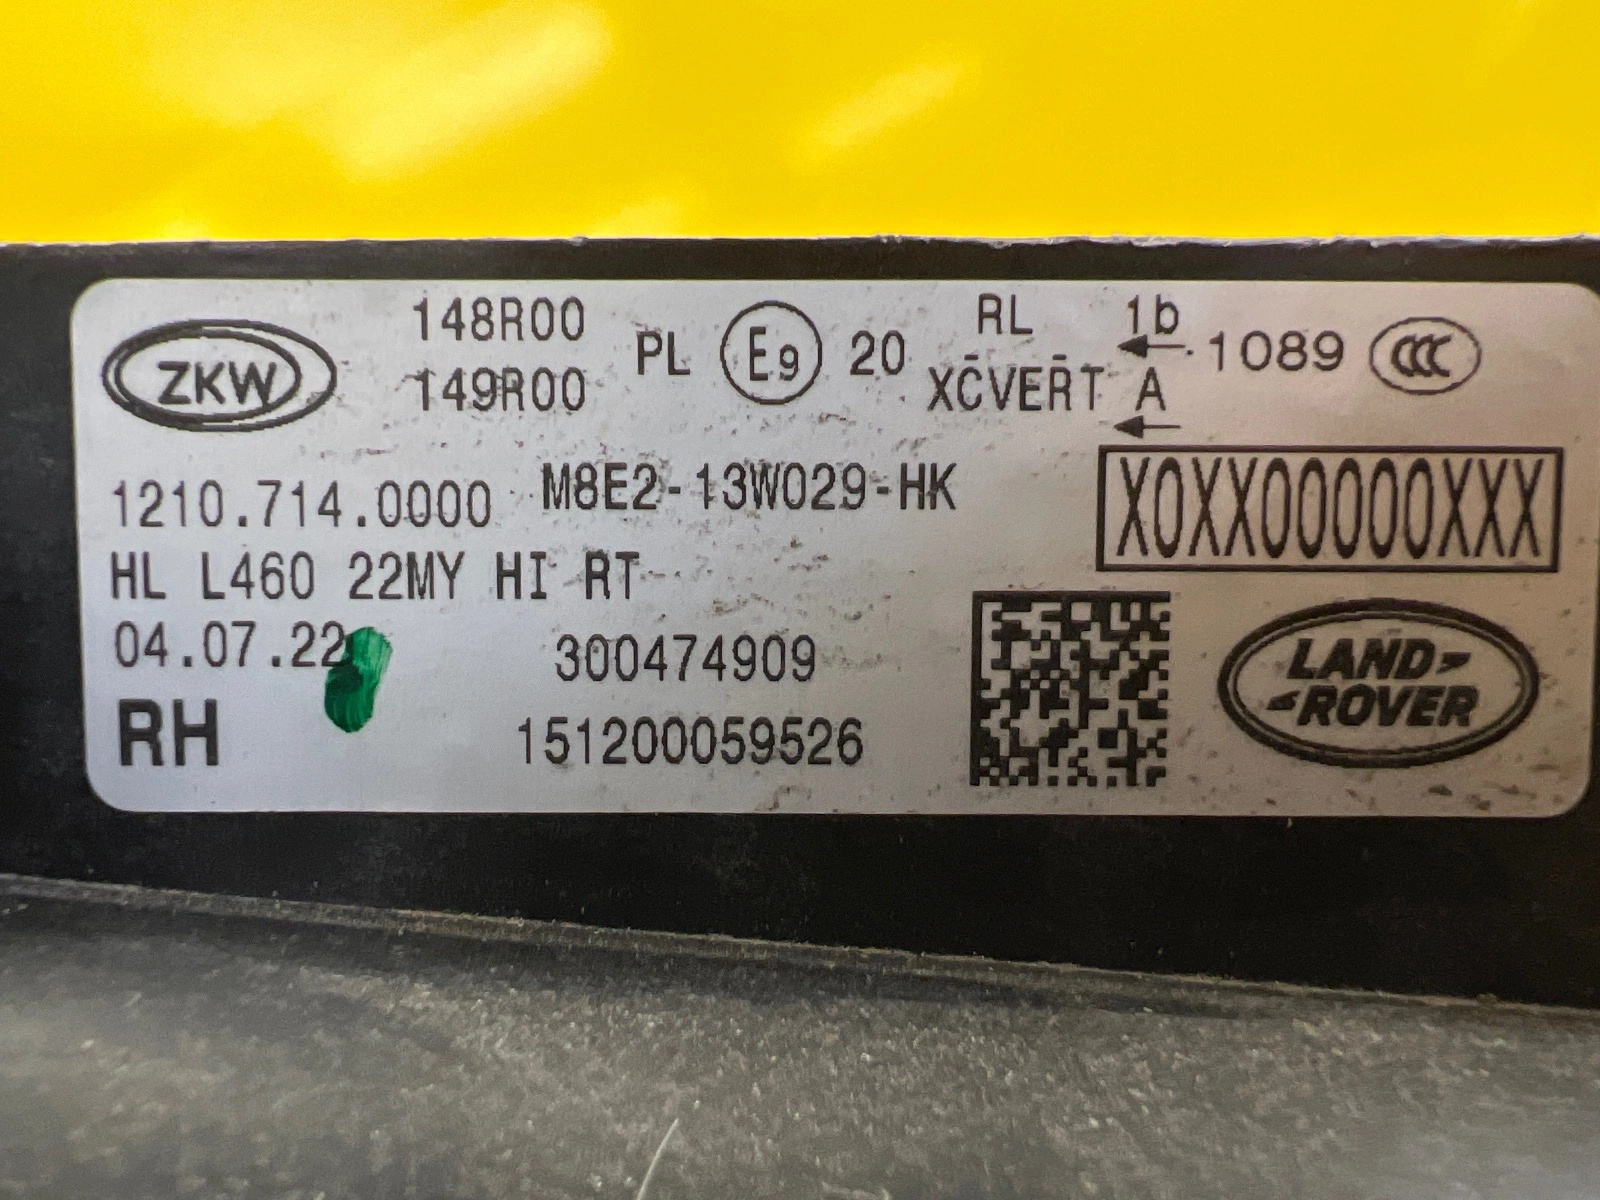 ZKW
148R00
149R00
PL E9 20
RL 1b
XCVERT A
1089 CCC
1210.714.0000 M8E2-13W029-HK
X0XX00000XXX
HL L460 22MY HI RT
04.07.22 300474909
RH 151200059526
LAND
ROVER